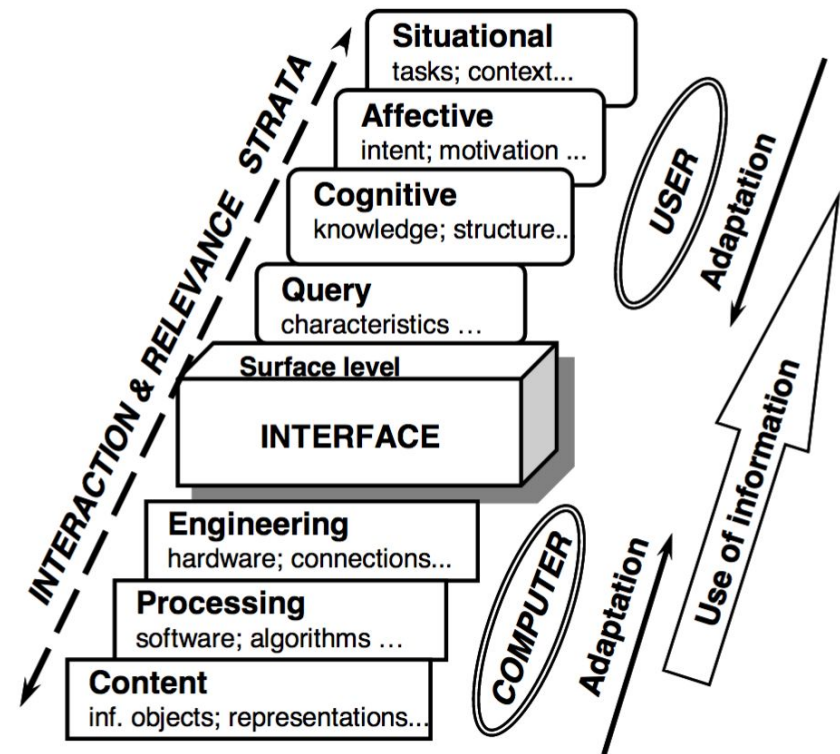 INTERACTION & RELEVANCE STRATA
Situational
tasks; context...
Affective
intent; motivation ...
Cognitive
knowledge; structure...
Query
characteristics ...
Surface level
INTERFACE
Engineering
hardware; connections...
Processing
software; algorithms ...
Content
inf. objects; representations...
USER
Adaptation
COMPUTER
Adaptation
Use of information